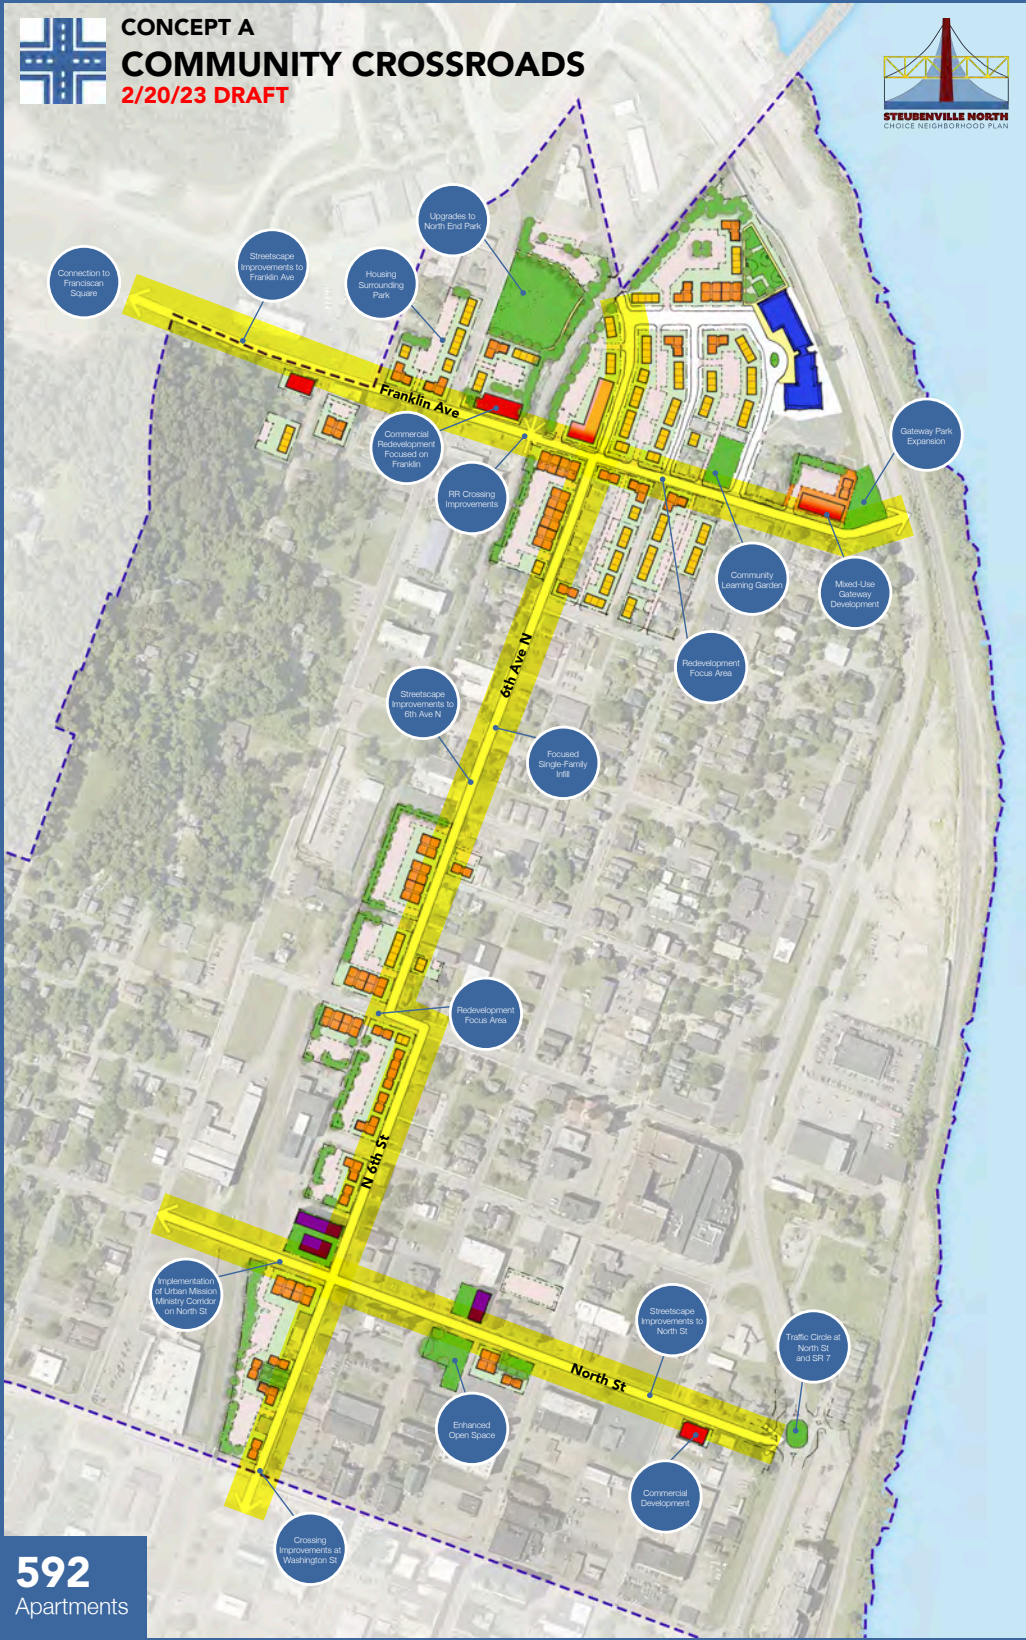 CONCEPT A
COMMUNITY CROSSROADS
2/20/23 DRAFT
STEUBENVILLE NORTH
CHOICE NEIGHBORHOOD PLAN
Upgrades to
North End Park
Streetscape
Improvements to
Franklin Ave
Connection to
Franciscan
Square
Housing
Surrounding
Park
Franklin Ave
Commercial
Redevelopment
Focused on
Franklin
Gateway Park
Expansion
RR Crossing
Improvements
Community
Learning Garden
Mixed-Use
Gateway
Development
Redevelopment
Focus Area
6th Ave N
Streetscape
Improvements to
6th Ave N
Focused
Single-Family
Infill
Redevelopment
Focus Area
N 6th St
Implementation
of Urban Mission
Ministry Corridor
on North St
Streetscape
Improvements to
North St
Traffic Circle at
North St
and SR 7
North St
Enhanced
Open Space
Commercial
Development
Crossing
Improvements at
Washington St
592
Apartments